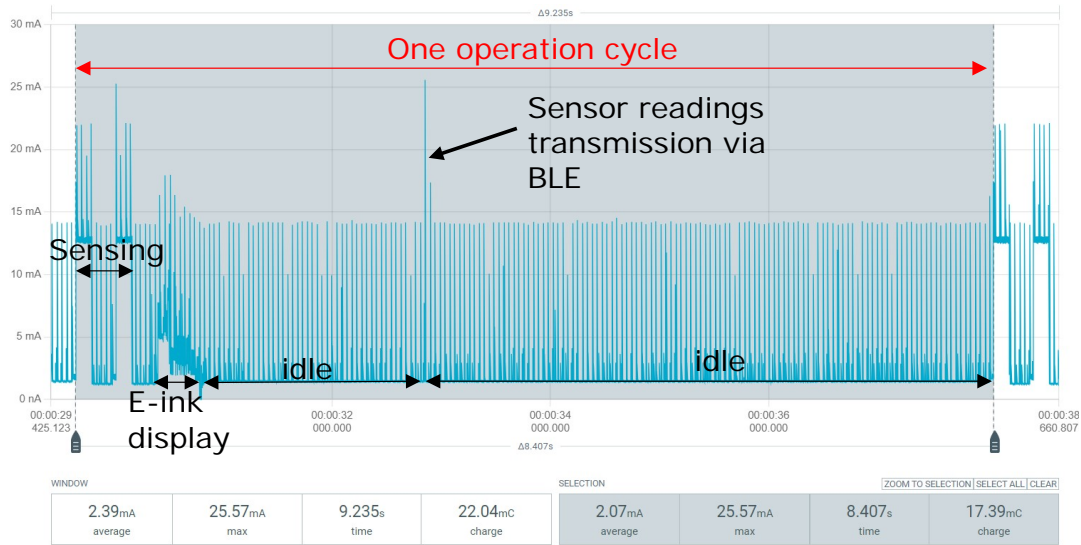 Δ9.235s
30 mA
One operation cycle
25 mA
Sensor readings
transmission via
BLE
20 mA
15 mA
Sensing
10 mA
5 mA
idle
idle
0 nA
E-ink
display
00:00:29
425.123
00:00:32
000.000
00:00:34
000.000
00:00:36
000.000
00:00:38
660.807
Δ8.407s
WINDOW
SELECTION
ZOOM TO SELECTION SELECT ALL CLEAR
2.39mA 25.57mA 9.235s 22.04mC
average max time charge
2.07mA 25.57mA 8.407s 17.39mC
average max time charge